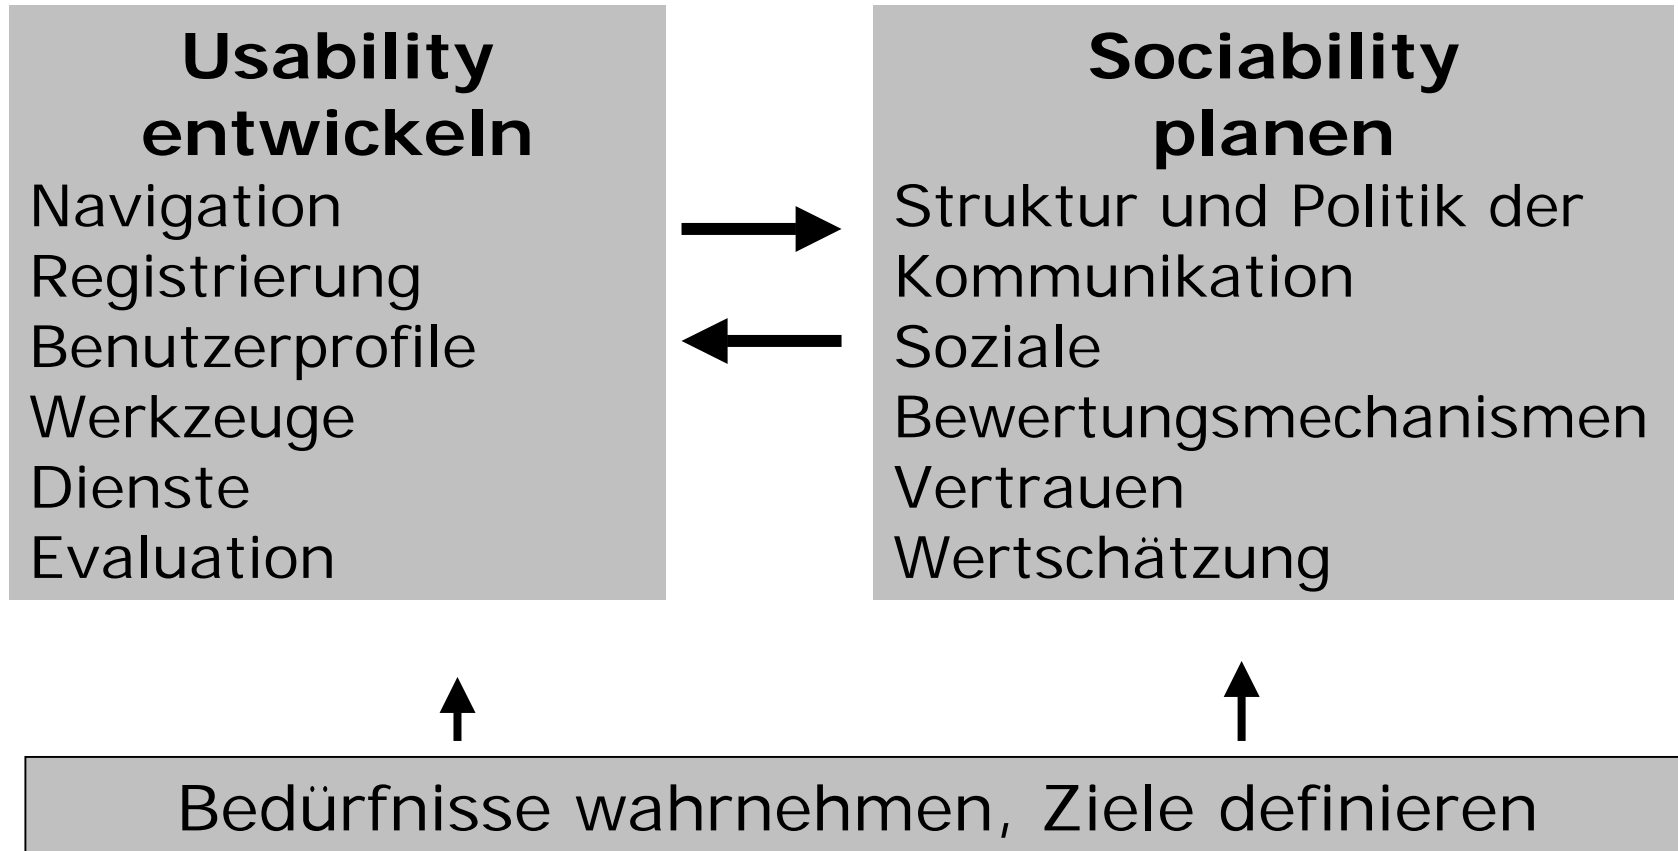 Usability
entwickeln
Navigation
Registrierung
Benutzerprofile
Werkzeuge
Dienste
Evaluation
Sociability
planen
Struktur und Politik der
Kommunikation
Soziale
Bewertungsmechanismen
Vertrauen
Wertschätzung
Bedürfnisse wahrnehmen, Ziele definieren